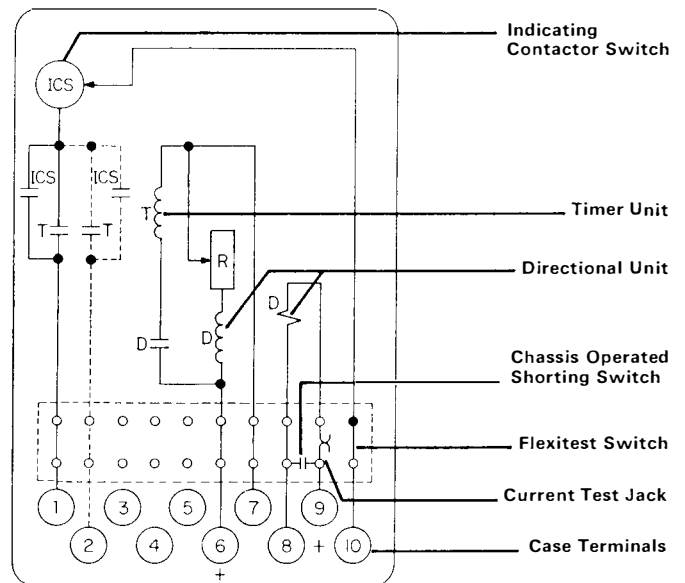 Indicating
Contactor Switch
ICS
ICS ICS
T T
T
Timer Unit
R
Directional Unit
D
D
D
Chassis Operated
Shorting Switch
Flexitest Switch
Current Test Jack
1 3 5 7 9
2 4 6 8 + 10
+
Case Terminals